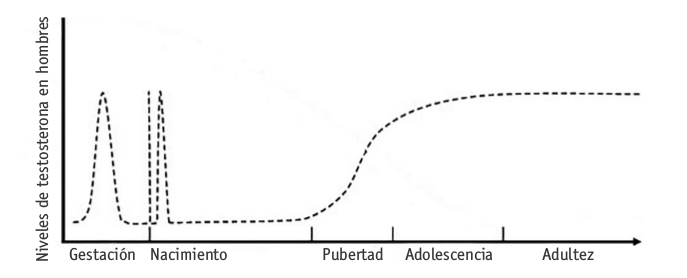 Niveles de testosterona en hombres
Gestación Nacimiento Pubertad Adolescencia Adultez